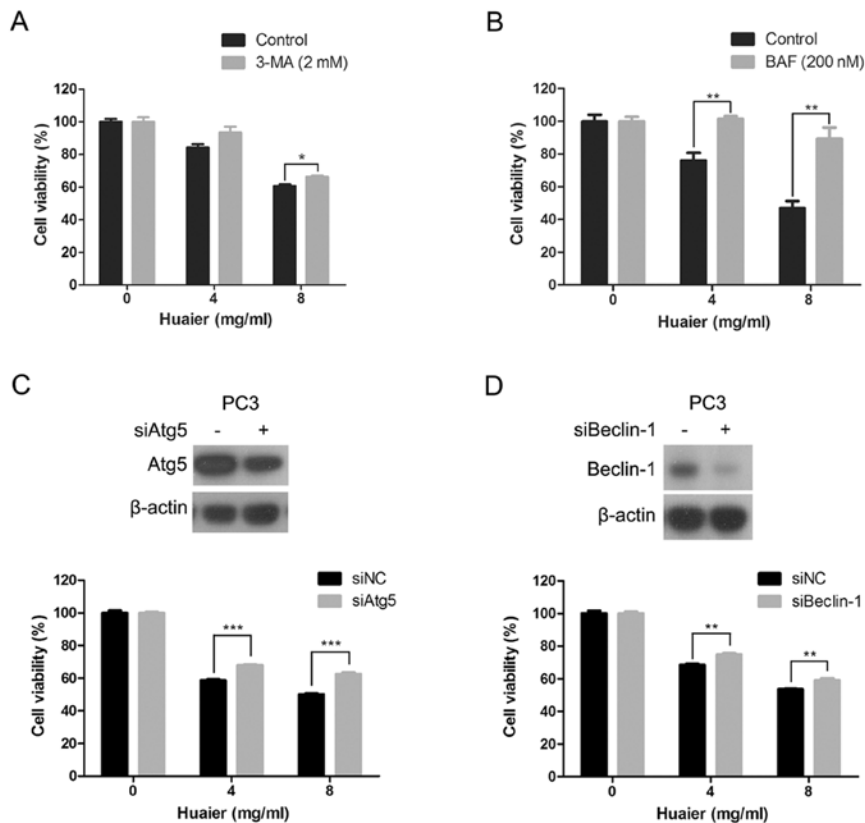 A
Control
3-MA (2 mM)
Cell viability (%)
120
100
80
60
40
20
0
*
0 4 8
Huaier (mg/ml)
B
Control
BAF (200 nM)
Cell viability (%)
120
100
80
60
40
20
0
**
**
0 4 8
Huaier (mg/ml)
C
PC3
siAtg5 - +
Atg5
β-actin
siNC
siAtg5
Cell viability (%)
120
100
80
60
40
20
0
***
***
0 4 8
Huaier (mg/ml)
D
PC3
siBeclin-1 - +
Beclin-1
β-actin
siNC
siBeclin-1
Cell viability (%)
120
100
80
60
40
20
0
**
**
0 4 8
Huaier (mg/ml)